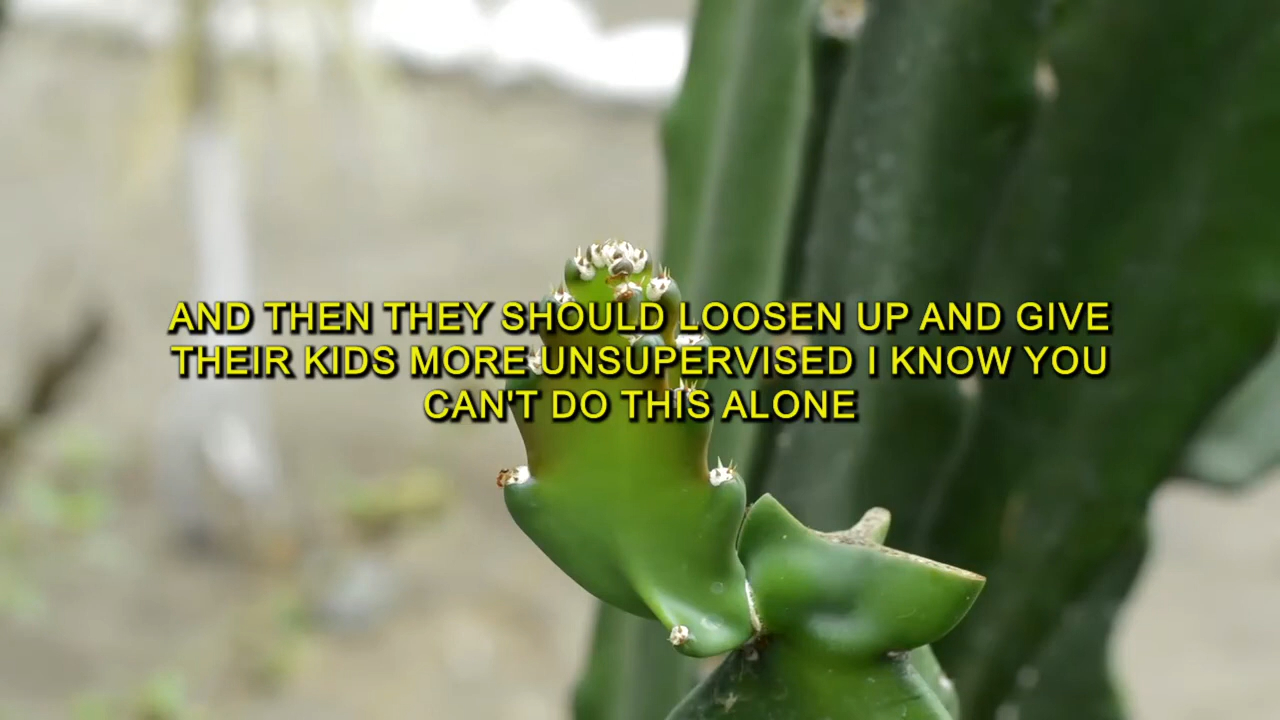 AND THEN THEY SHOULD LOOSEN UP AND GIVE
THEIR KIDS MORE UNSUPERVISED I KNOW YOU
CAN'T DO THIS ALONE